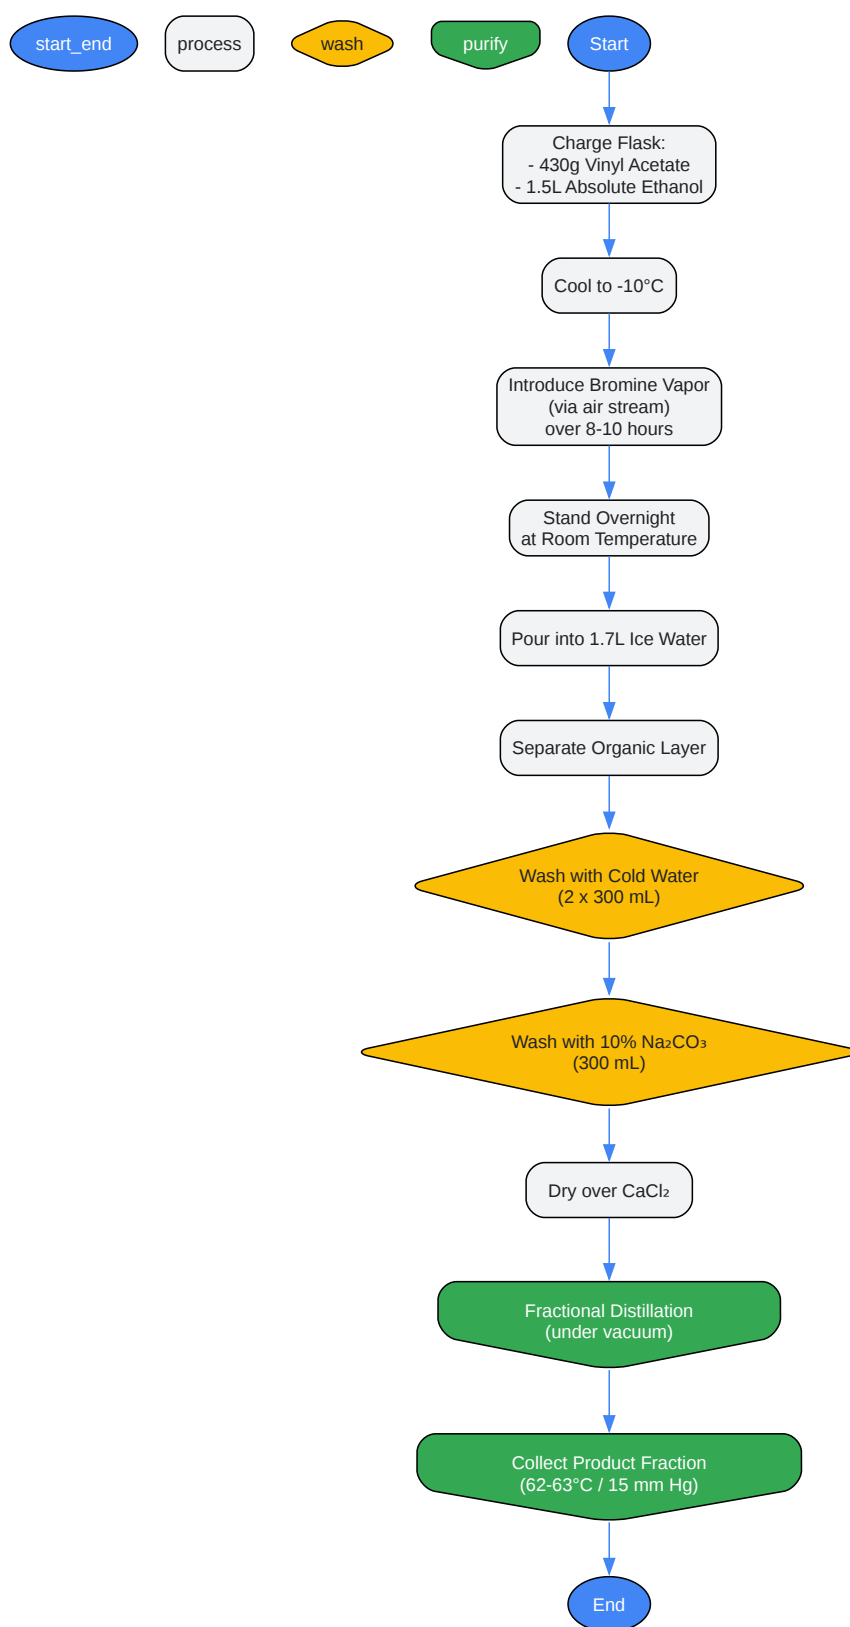 start_end
process
wash
purify
Start
Charge Flask:
- 430g Vinyl Acetate
- 1.5L Absolute Ethanol
Cool to -10°C
Introduce Bromine Vapor
(via air stream)
over 8-10 hours
Stand Overnight
at Room Temperature
Pour into 1.7L Ice Water
Separate Organic Layer
Wash with Cold Water
(2 x 300 mL)
Wash with 10% Na₂CO₃
(300 mL)
Dry over CaCl₂
Fractional Distillation
(under vacuum)
Collect Product Fraction
(62-63°C / 15 mm Hg)
End